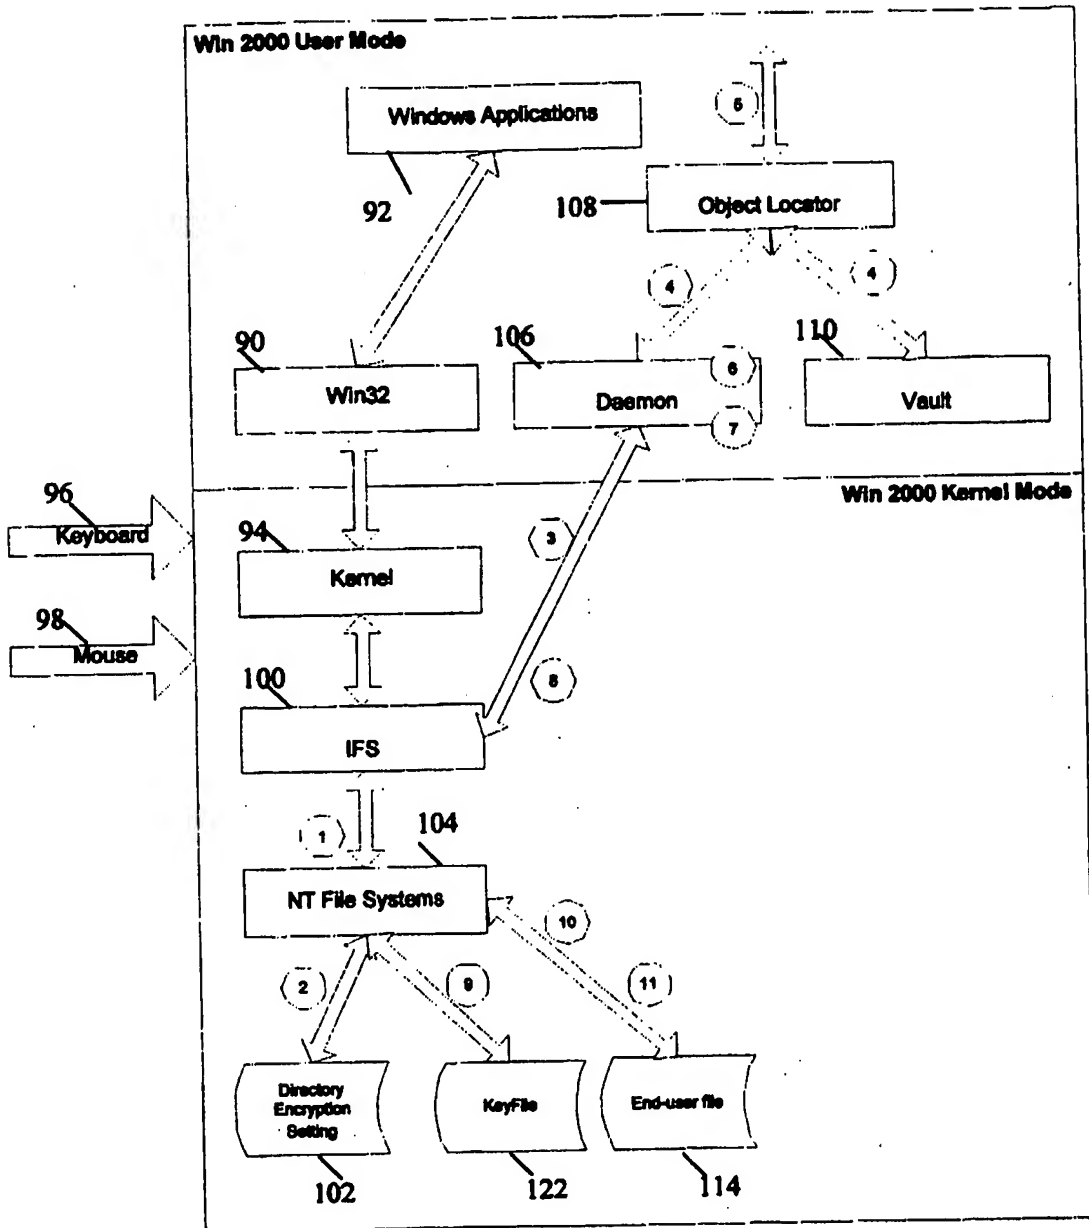 Win 2000 User Mode
Windows Applications
92
5
108
Object Locator
4
4
90
Win32
106
Daemon
6
7
110
Vault
Win 2000 Kernel Mode
96
Keyboard
94
Kernel
3
98
Mouse
100
IFS
8
1
104
NT File Systems
10
2
9
11
Directory
Encryption
Setting
KeyFile
End-user file
102
122
114